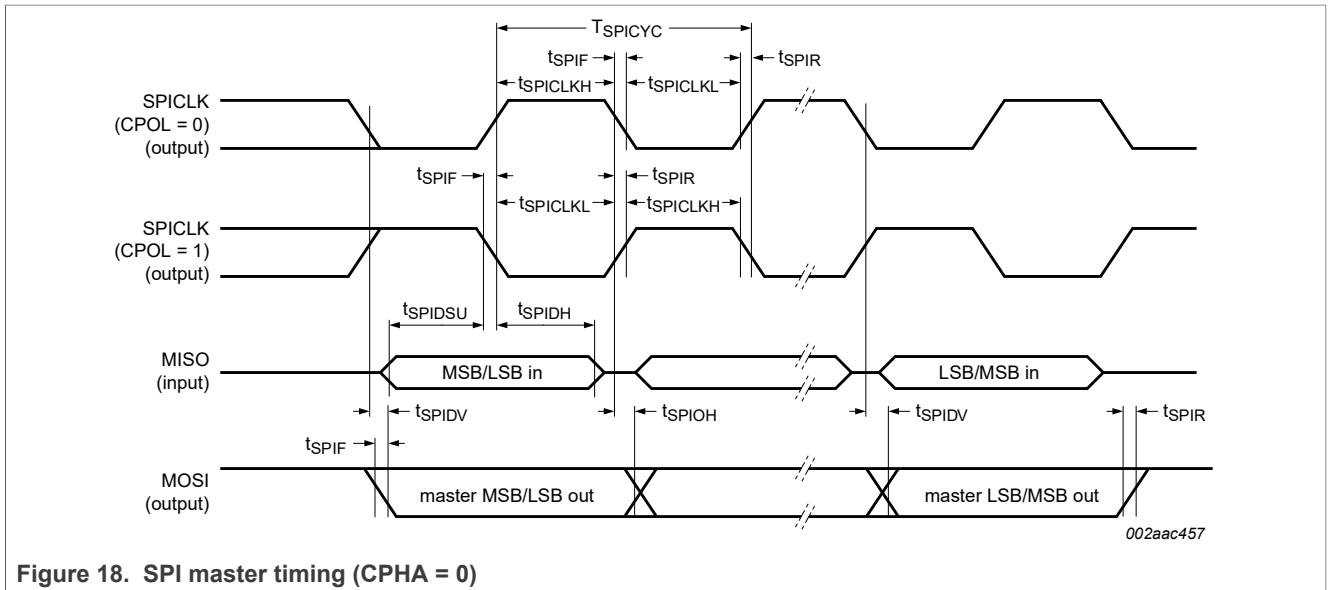 TSPICYC
tSPIF
tSPIR
tSPICLKH
tSPICLKL
SPICLK
(CPOL = 0)
(output)
tSPIF
tSPIR
tSPICLKL
tSPICLKH
SPICLK
(CPOL = 1)
(output)
tSPIDSU
tSPIDH
MISO
(input)
MSB/LSB in
LSB/MSB in
tSPIDV
tSPIOH
tSPIDV
tSPIR
tSPIF
MOSI
(output)
master MSB/LSB out
master LSB/MSB out
002aac457
Figure 18. SPI master timing (CPHA = 0)